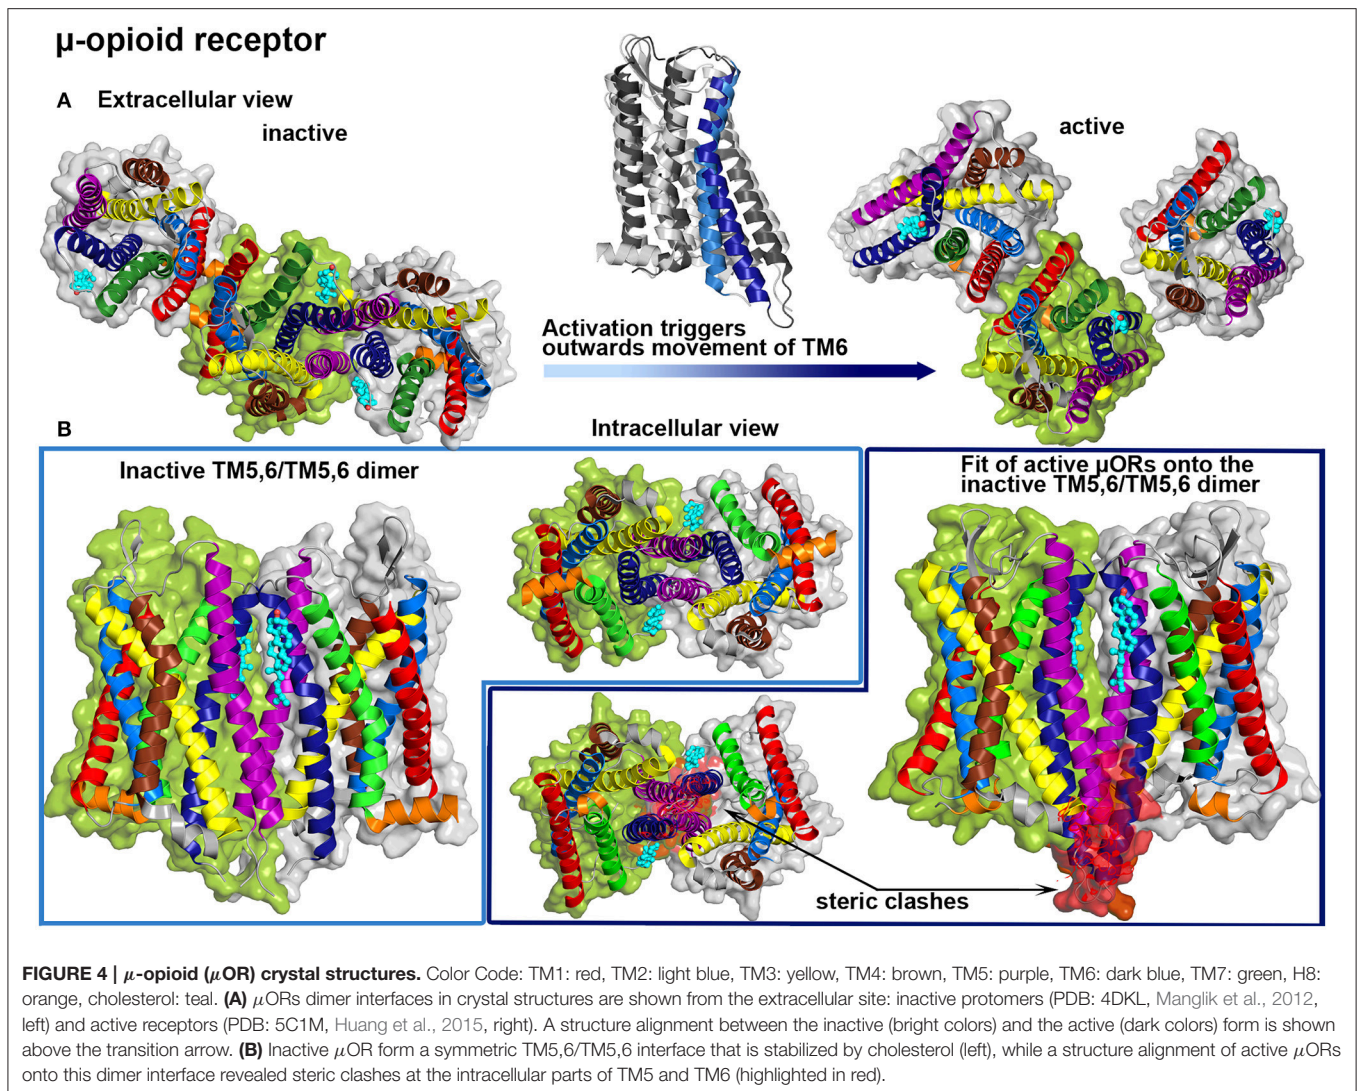 μ-opioid receptor
A Extracellular view
inactive
active
Activation triggers
outwards movement of TM6
B
Intracellular view
Inactive TM5,6/TM5,6 dimer
Fit of active μORs onto the
inactive TM5,6/TM5,6 dimer
steric clashes
FIGURE 4 | μ-opioid (μOR) crystal structures. Color Code: TM1: red, TM2: light blue, TM3: yellow, TM4: brown, TM5: purple, TM6: dark blue, TM7: green, H8:
orange, cholesterol: teal. (A) μORs dimer interfaces in crystal structures are shown from the extracellular site: inactive protomers (PDB: 4DKL, Manglik et al., 2012,
left) and active receptors (PDB: 5C1M, Huang et al., 2015, right). A structure alignment between the inactive (bright colors) and the active (dark colors) form is shown
above the transition arrow. (B) Inactive μOR form a symmetric TM5,6/TM5,6 interface that is stabilized by cholesterol (left), while a structure alignment of active μORs
onto this dimer interface revealed steric clashes at the intracellular parts of TM5 and TM6 (highlighted in red).